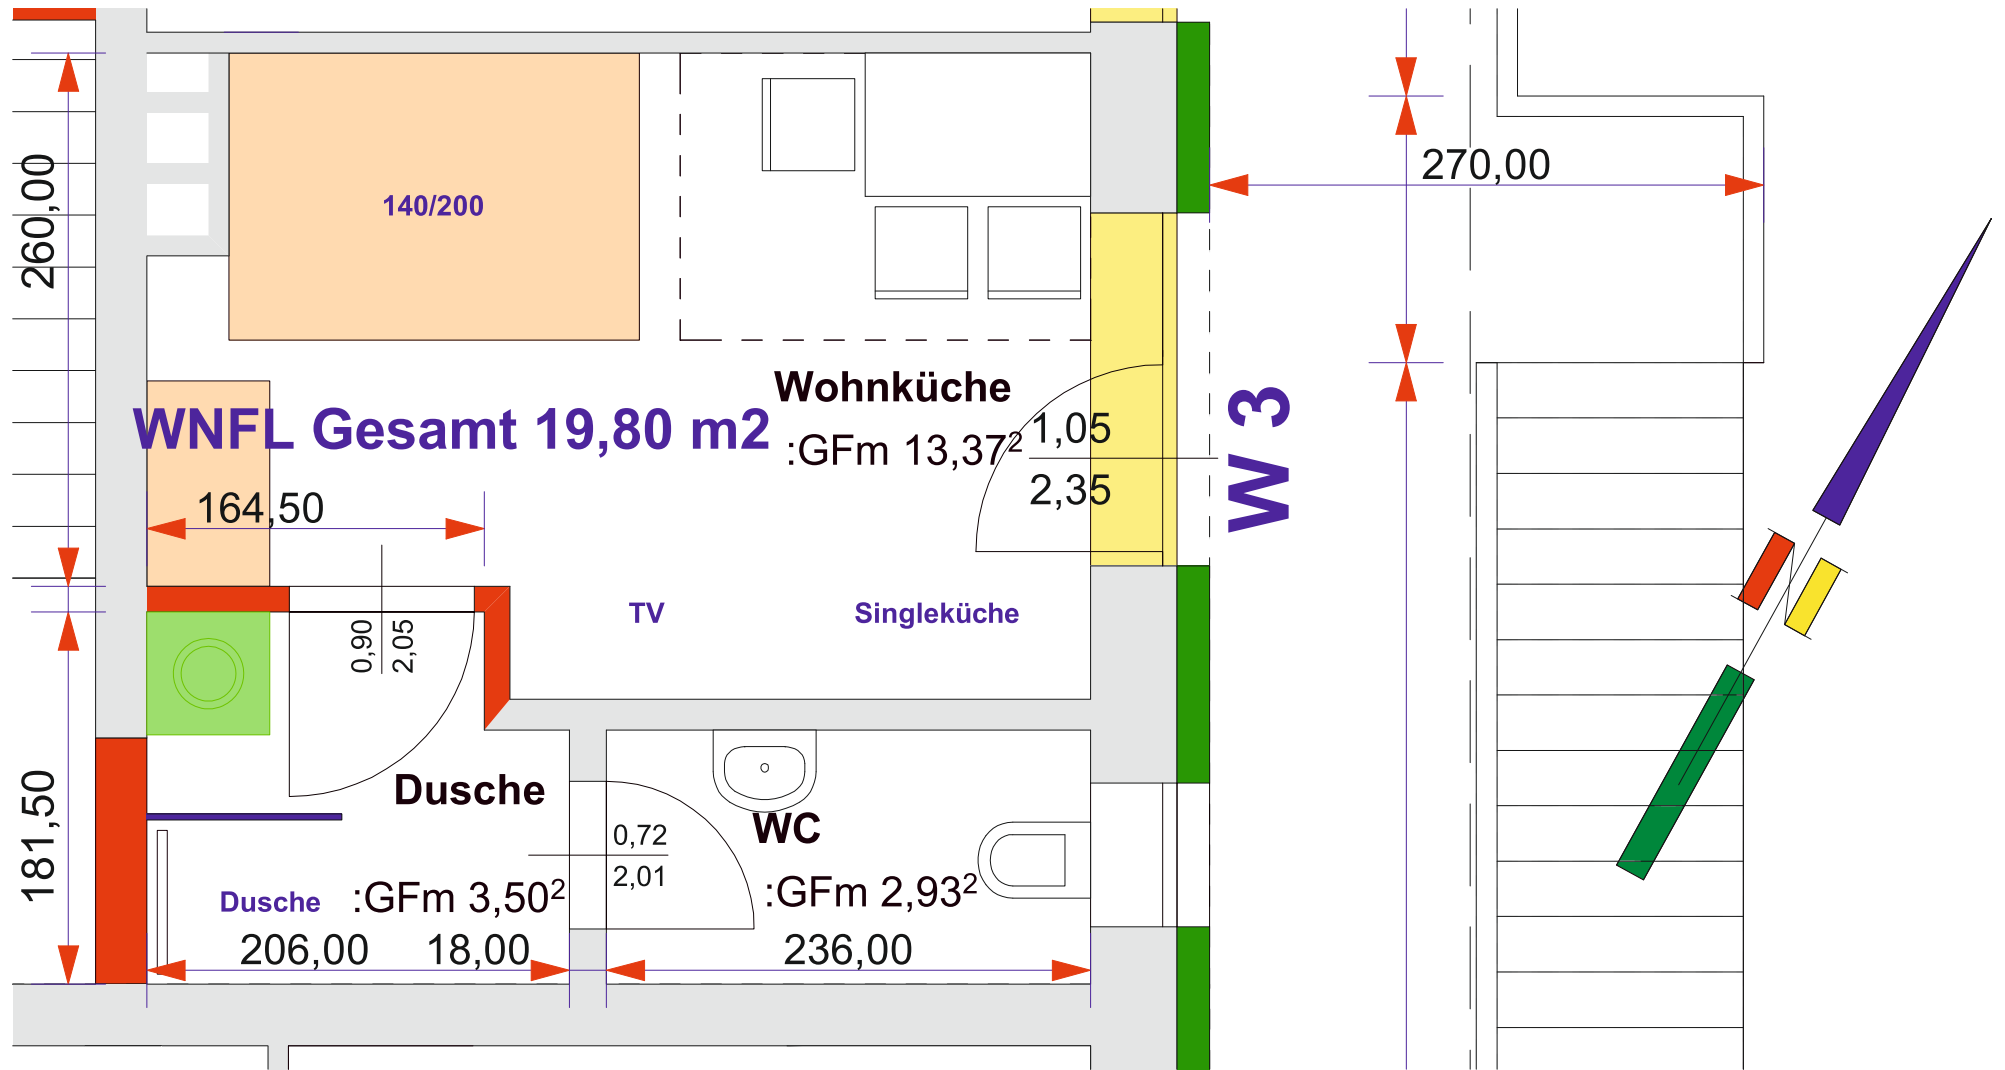 270,00
260,00
140/200
Wohnküche
WNFL Gesamt 19,80 m2
:GFm 13,37²
1,05
2,35
W 3
164,50
TV
Singleküche
0,90
2,05
Dusche
WC
0,72
2,01
181,50
Dusche
:GFm 3,50²
:GFm 2,93²
206,00
18,00
236,00